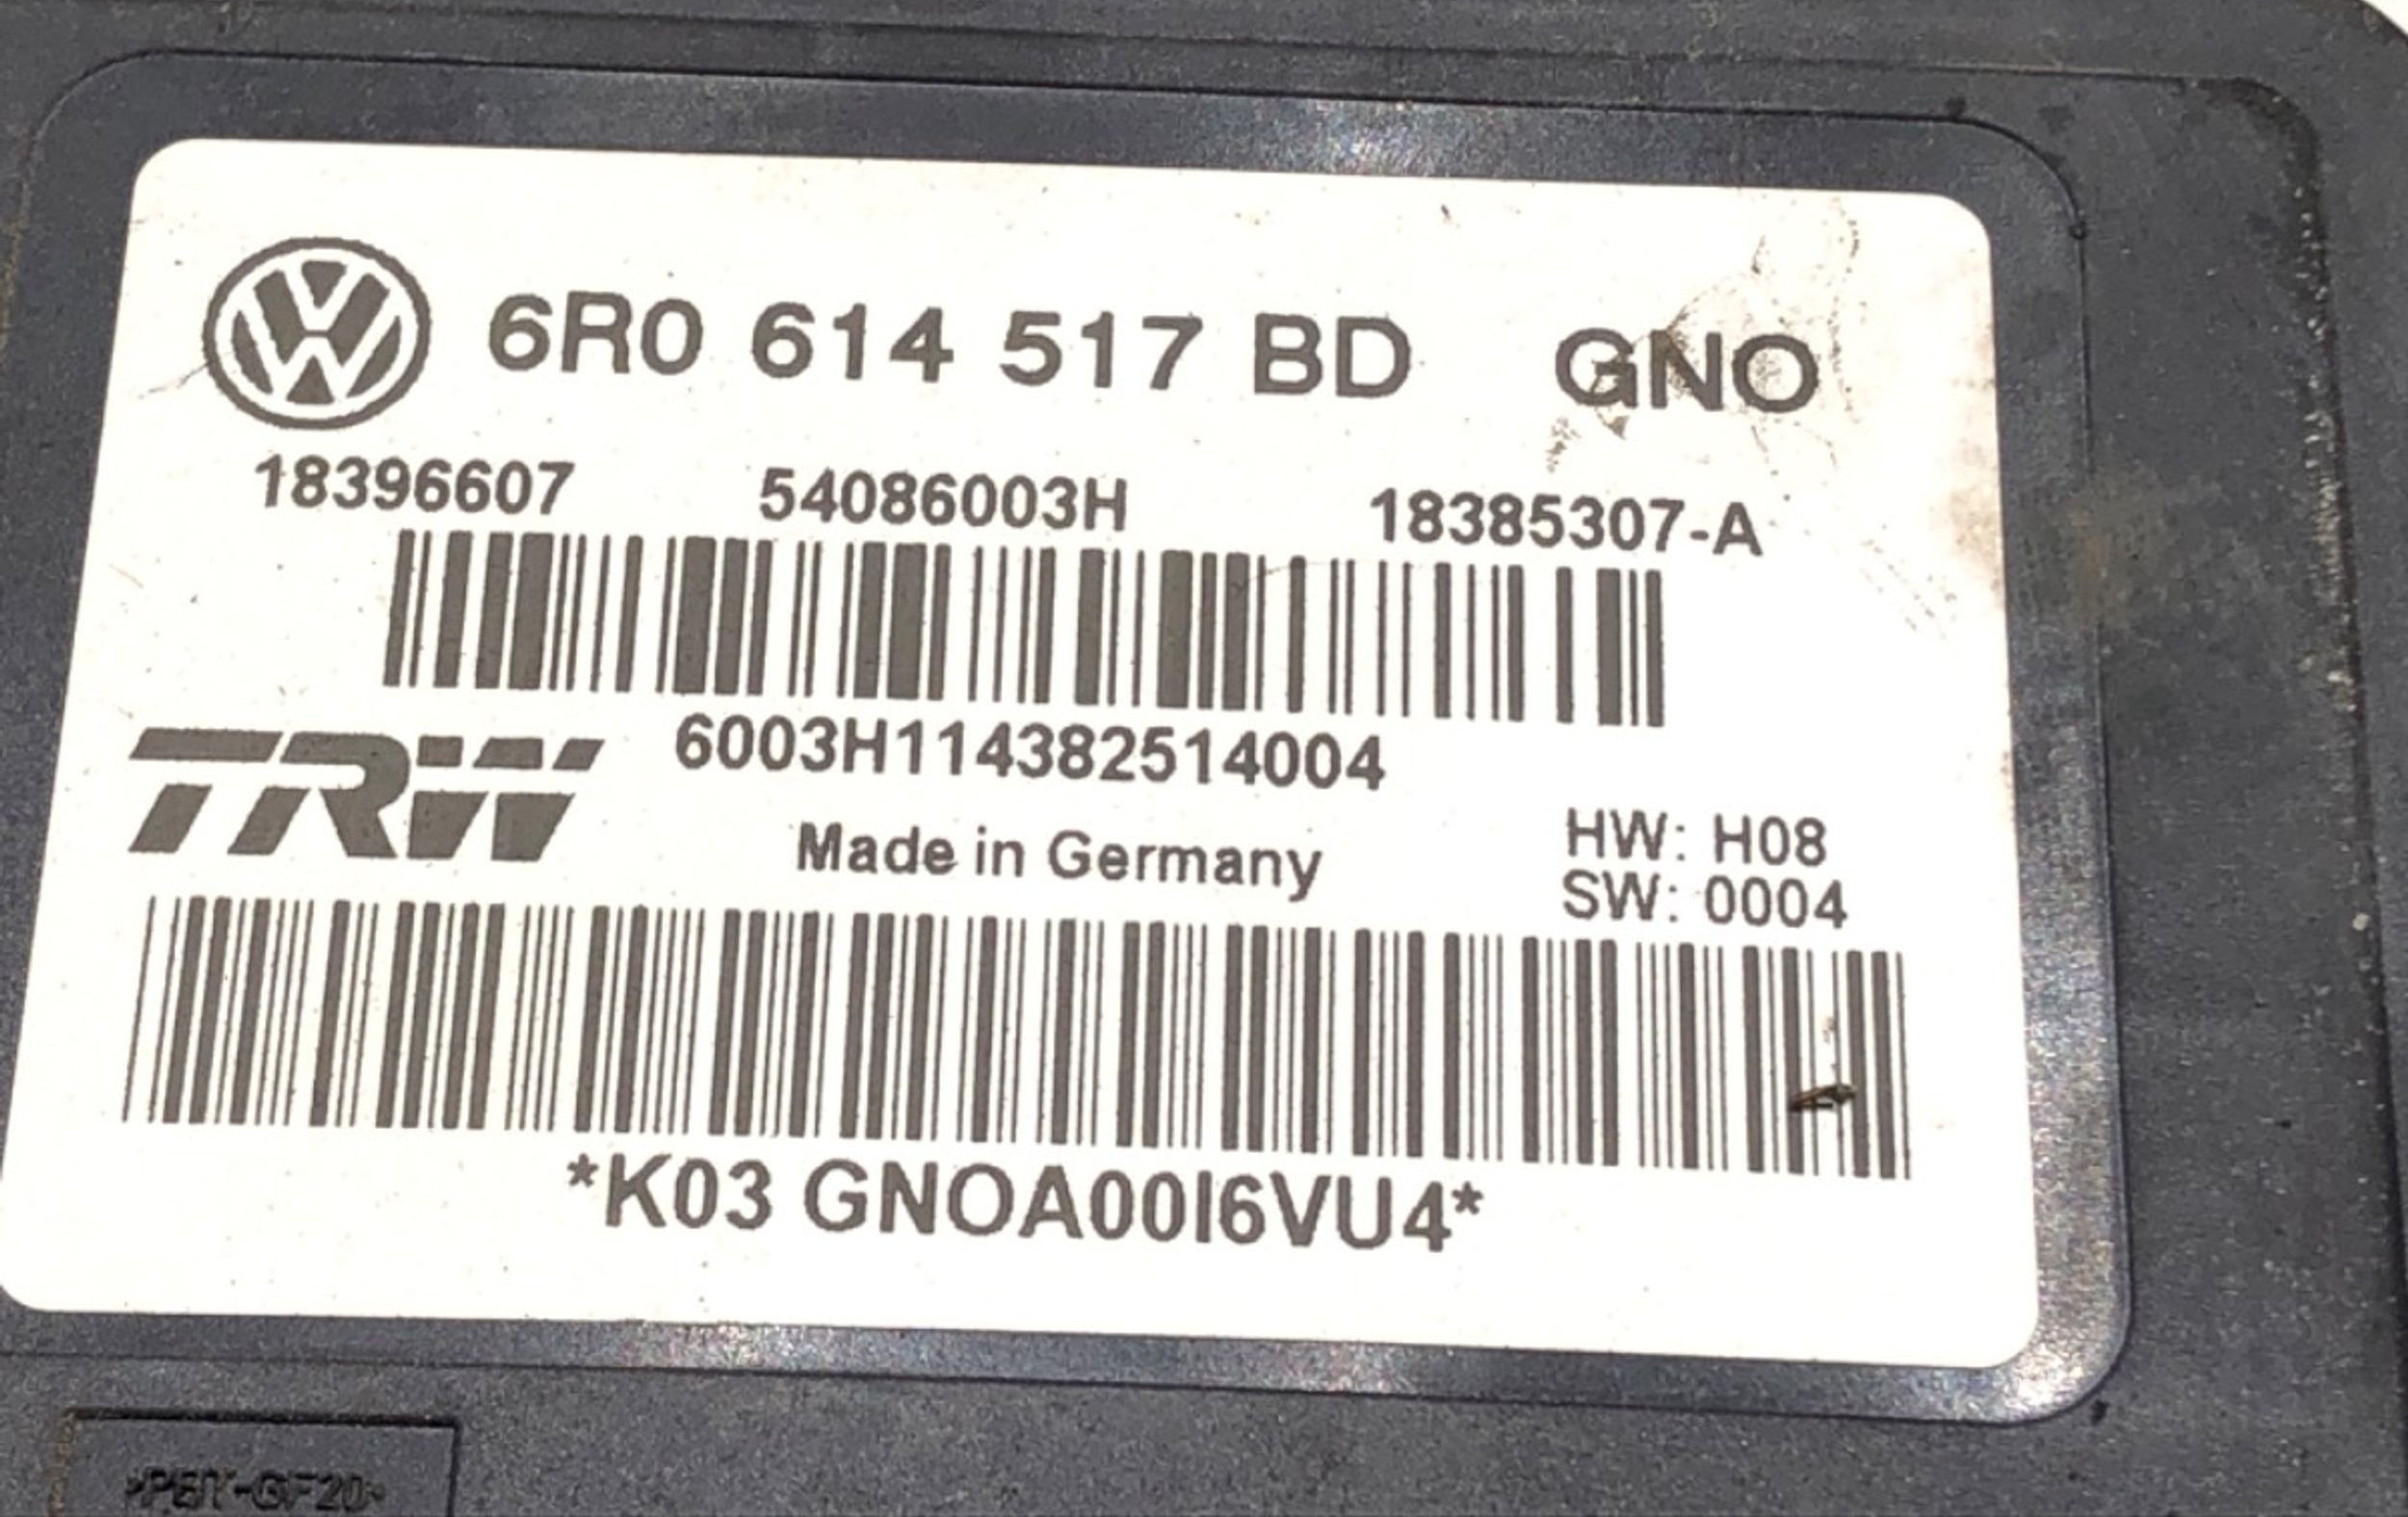 6R0 614 517 BD GNO
18396607 54086003H 18385307-A
6003H114382514004
TRW
Made in Germany
HW: H08
SW: 0004
*K03 GNOA00I6VU4*